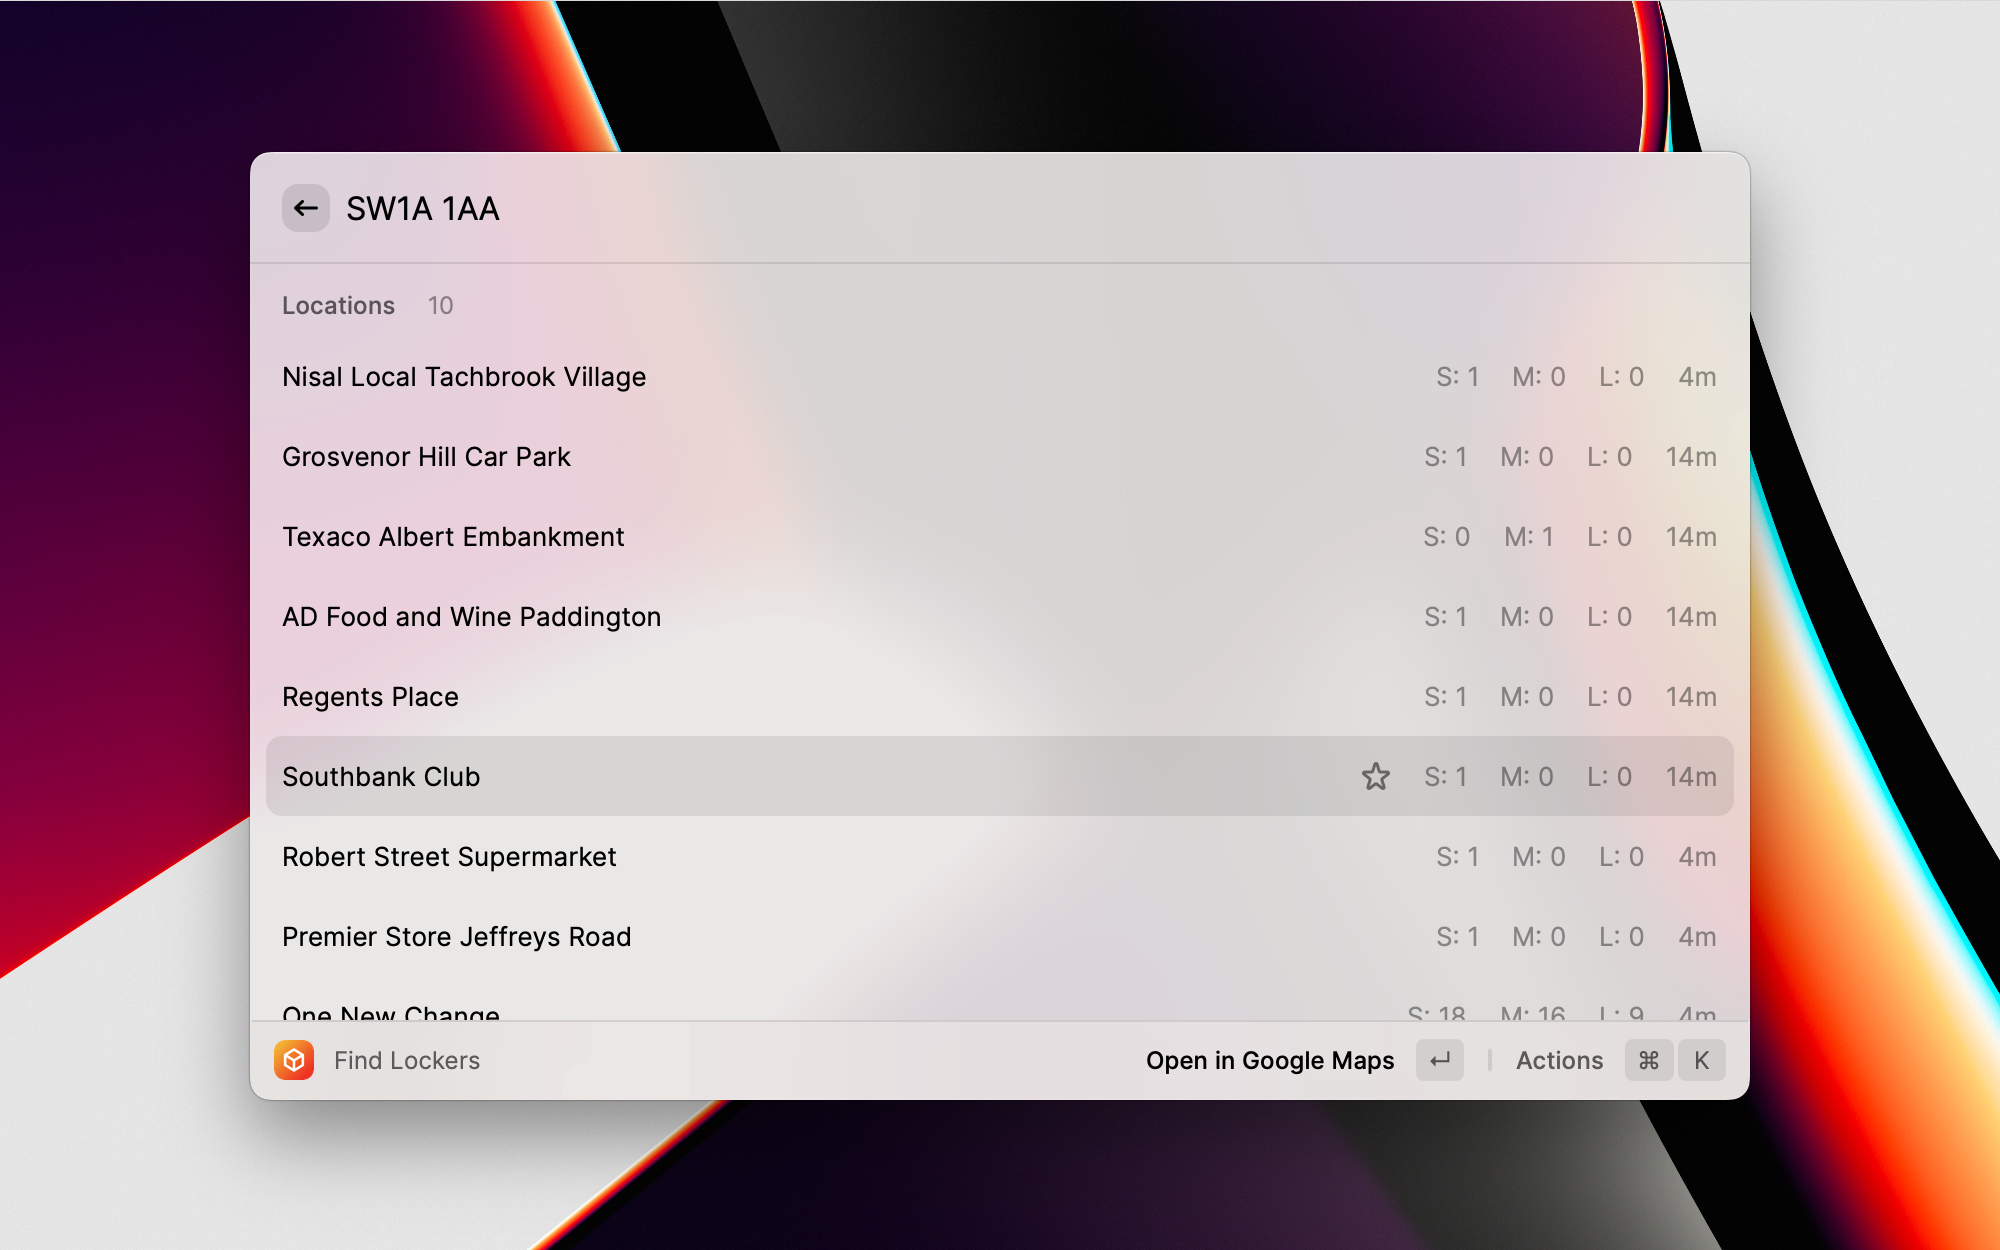 SW1A 1AA
Locations 10
Nisal Local Tachbrook Village S: 1 M: 0 L: 0 4m
Grosvenor Hill Car Park S: 1 M: 0 L: 0 14m
Texaco Albert Embankment S: 0 M: 1 L: 0 14m
AD Food and Wine Paddington S: 1 M: 0 L: 0 14m
Regents Place S: 1 M: 0 L: 0 14m
Southbank Club S: 1 M: 0 L: 0 14m
Robert Street Supermarket S: 1 M: 0 L: 0 4m
Premier Store Jeffreys Road S: 1 M: 0 L: 0 4m
One New Change S: 18 M: 16 L: 9 4m
Find Lockers Open in Google Maps Actions ⌘ K